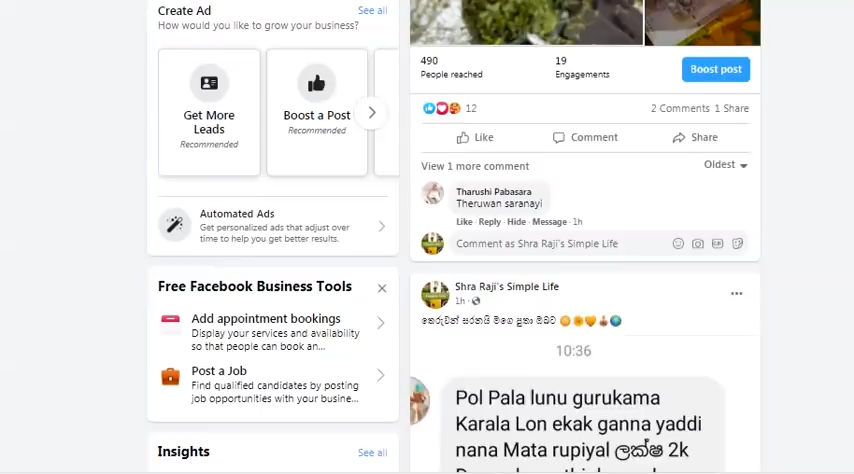 Create Ad
See all
How would you like to grow your business?
Get More
Leads
Recommended
Boost a Post
Recommended
Automated Ads
Get personalized ads that adjust over
time to help you get better results.
Free Facebook Business Tools
Add appointment bookings
Display your services and availability
so that people can book an...
Post a Job
Find qualified candidates by posting
job opportunities with your busine...
Insights
See all
490
People reached
19
Engagements
Boost post
12
2 Comments 1 Share
Like
Comment
Share
View 1 more comment
Oldest
Tharushi Pabasara
Theruwan saranayi
Like · Reply · Hide · Message · 1h
Comment as Shra Raji's Simple Life
GIF
Shra Raji's Simple Life
1h ·
තෙරුවන් සරනයි මගෙ පුතා ඔබට
10:36
Pol Pala lunu gurukama
Karala Lon ekak ganna yaddi
nana Mata rupiyal ලක්ෂ 2k